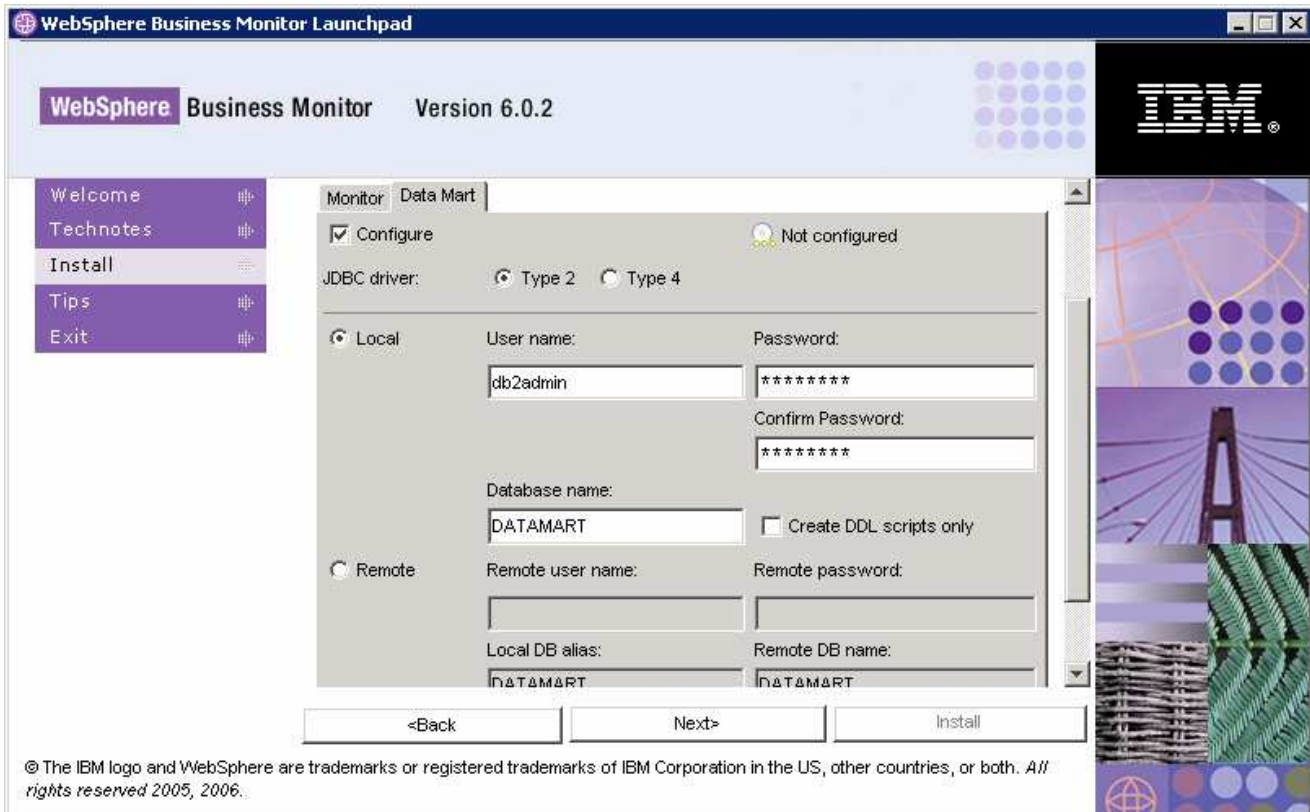 WebSphere Business Monitor Launchpad
WebSphere Business Monitor Version 6.0.2
IBM®
Welcome
Technotes
Install
Tips
Exit
Monitor Data Mart
Configure Not configured
JDBC driver: Type 2 Type 4
Local User name: Password:
db2admin ********
Confirm Password:
********
Database name:
DATAMART Create DDL scripts only
Remote Remote user name: Remote password:
Local DB alias: Remote DB name:
DATAMART DATAMART
<Back Next> Install
© The IBM logo and WebSphere are trademarks or registered trademarks of IBM Corporation in the US, other countries, or both. All
rights reserved 2005, 2006.